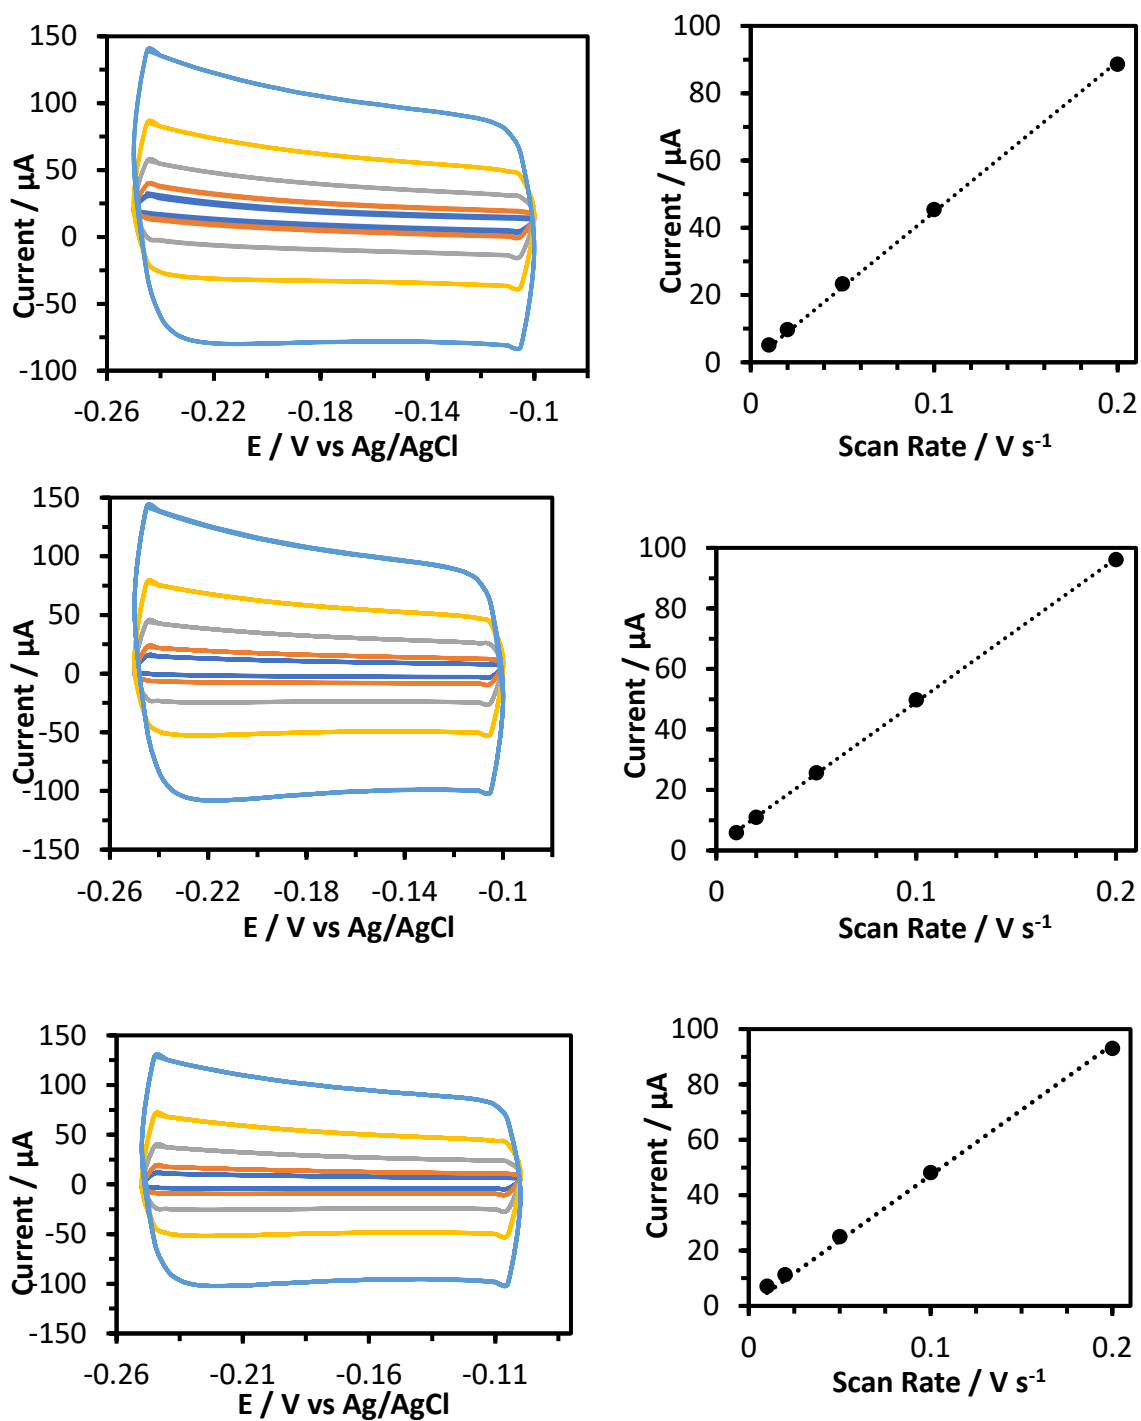 150
100
50
0
-50
-100
Current / µA
-0.26 -0.22 -0.18 -0.14 -0.1
E / V vs Ag/AgCl
100
80
60
40
20
0
Current / µA
0 0.1 0.2
Scan Rate / V s⁻¹
150
100
50
0
-50
-100
-150
Current / µA
-0.26 -0.22 -0.18 -0.14 -0.1
E / V vs Ag/AgCl
100
80
60
40
20
0
Current / µA
0 0.1 0.2
Scan Rate / V s⁻¹
150
100
50
0
-50
-100
-150
Current / µA
-0.26 -0.21 -0.16 -0.11
E / V vs Ag/AgCl
100
80
60
40
20
0
Current / µA
0 0.1 0.2
Scan Rate / V s⁻¹